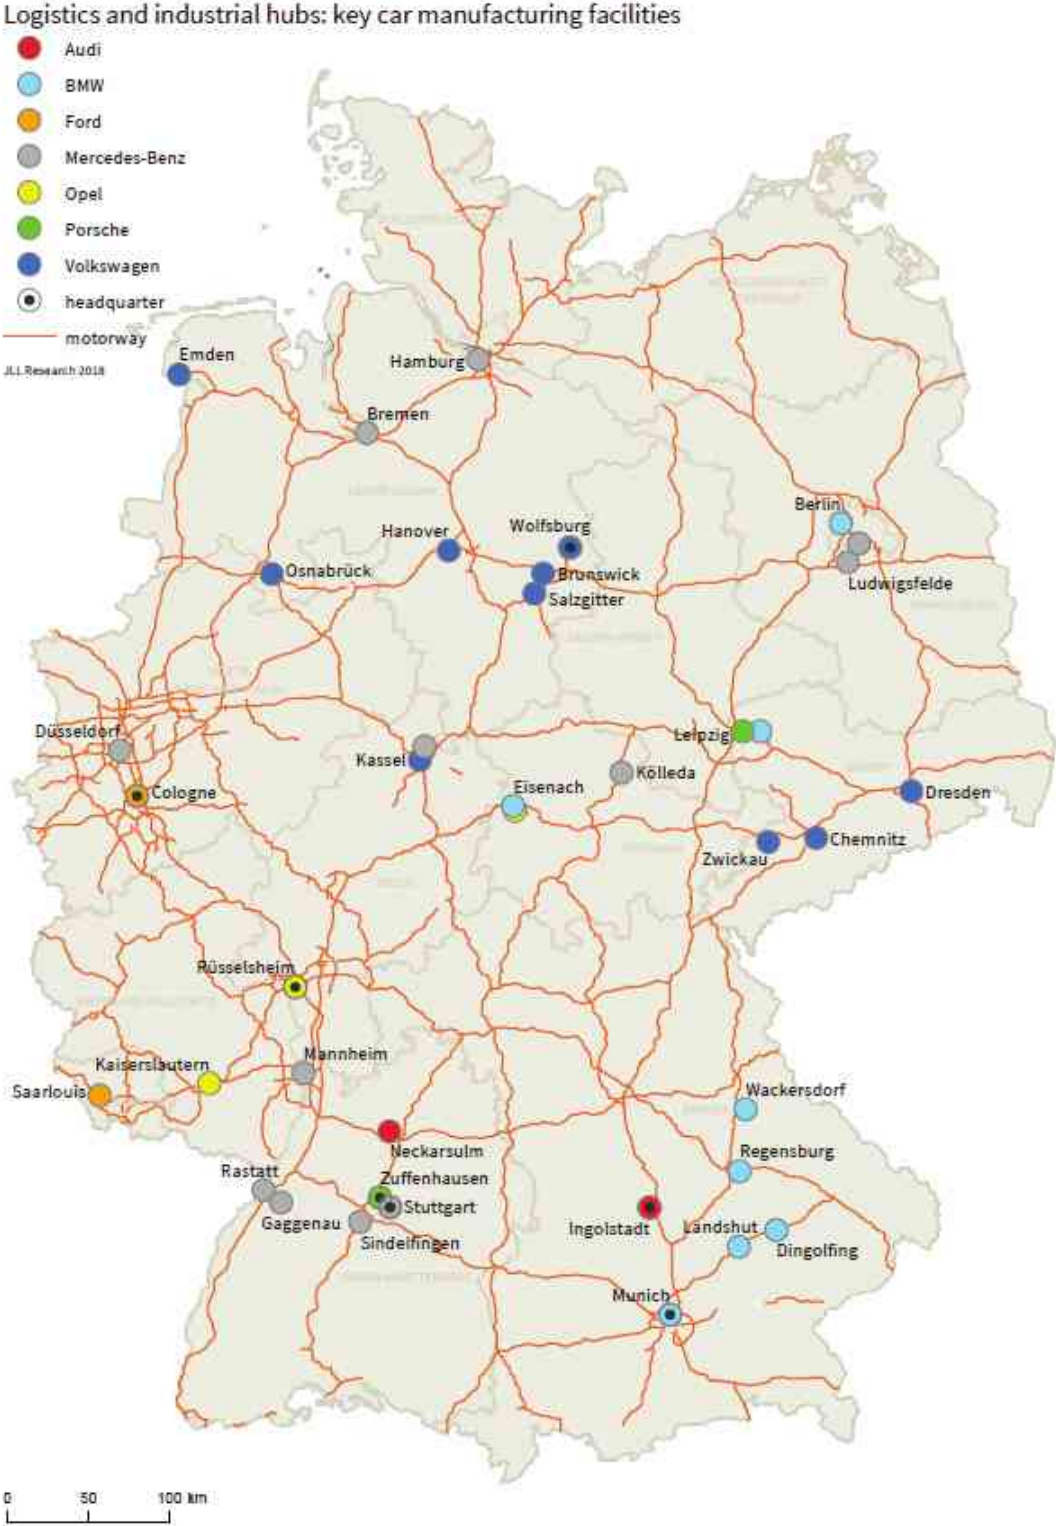 Logistics and industrial hubs: key car manufacturing facilities
Audi
BMW
Ford
Mercedes-Benz
Opel
Porsche
Volkswagen
headquarter
motorway
JLL Research 2018
Emden
Hamburg
Bremen
Berlin
Hanover
Wolfsburg
Osnabrück
Brunswick
Ludwigsfelde
Salzgitter
Düsseldorf
Leipzig
Kassel
Kölleda
Eisenach
Cologne
Dresden
Chemnitz
Zwickau
Rüsselsheim
Mannheim
Kaiserslautern
Saarlouis
Wackersdorf
Neckarsulm
Regensburg
Rastatt
Zuffenhausen
Stuttgart
Gaggenau
Ingolstadt
Landshut
Sindelfingen
Dingolfing
Munich
0 50 100 km